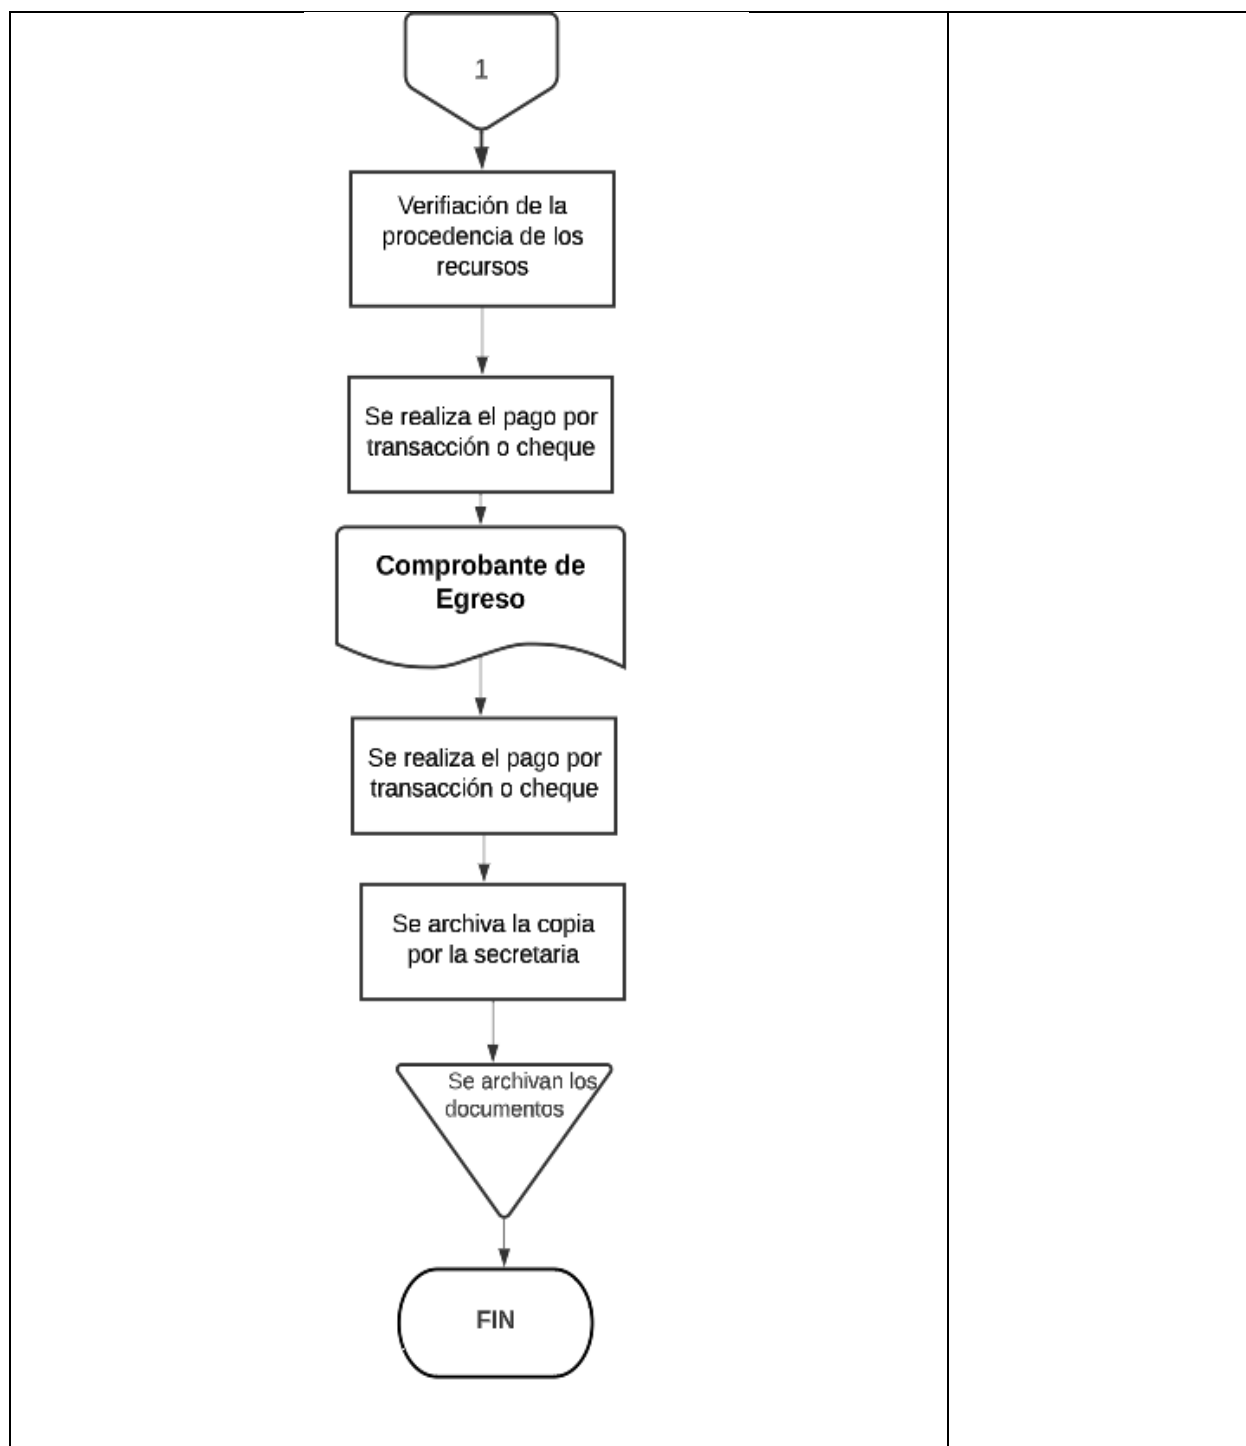 1
Verifiación de la
procedencia de los
recursos
Se realiza el pago por
transacción o cheque
Comprobante de
Egreso
Se realiza el pago por
transacción o cheque
Se archiva la copia
por la secretaria
Se archivan los
documentos
FIN